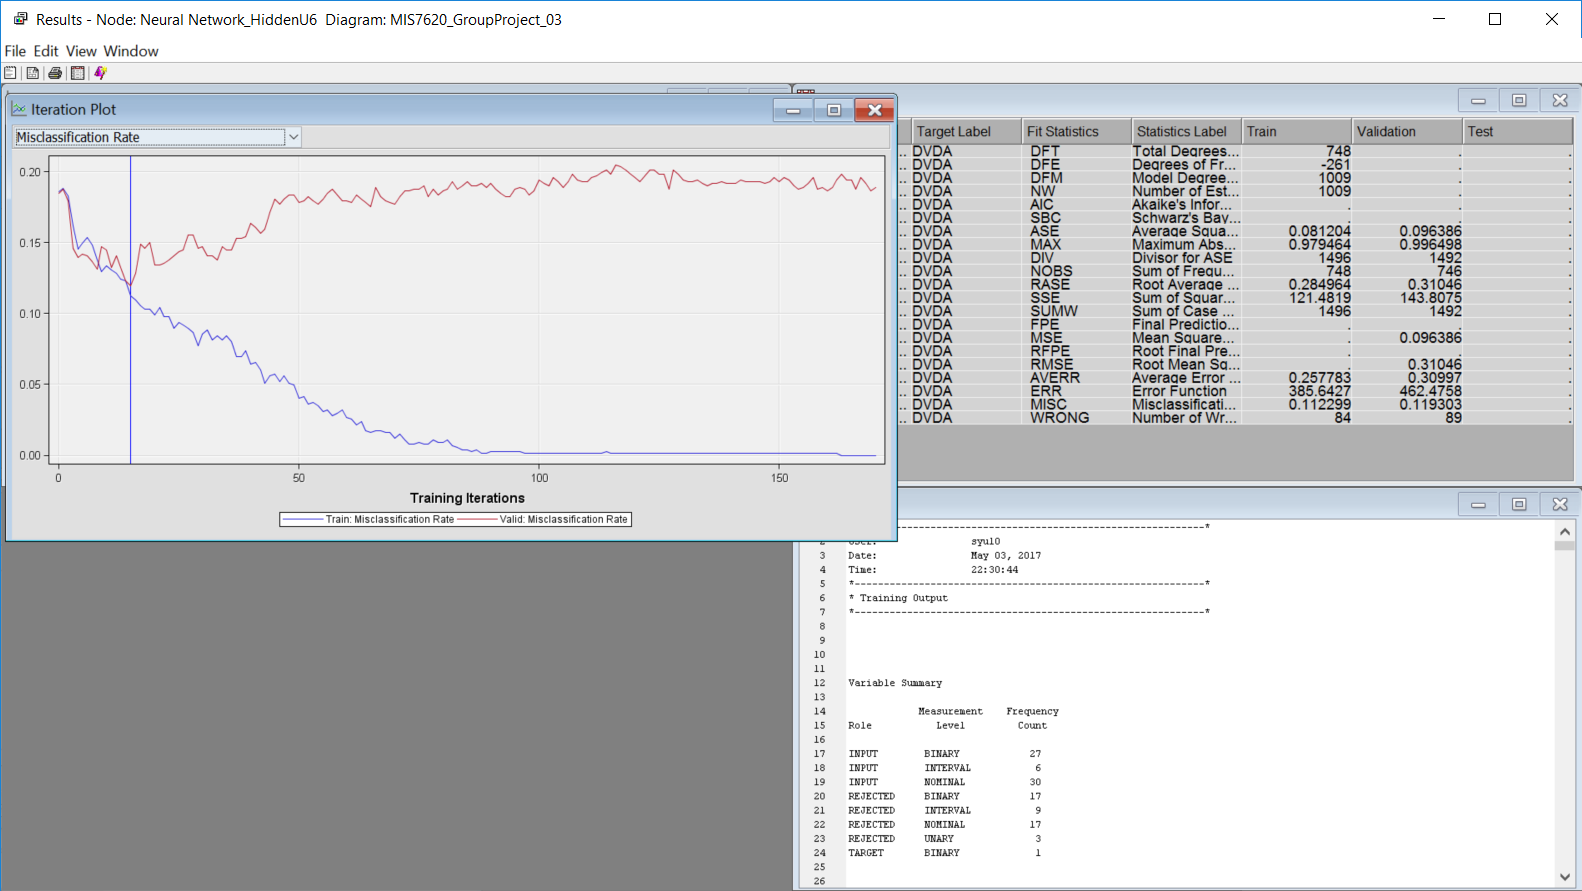 Results - Node: Neural Network_HiddenU6  Diagram: MIS7620_GroupProject_03
File Edit View Window
Iteration Plot
Misclassification Rate
0.20
0.15
0.10
0.05
0.00
0 50 100 150
Training Iterations
Train: Misclassification Rate Valid: Misclassification Rate
Target Label Fit Statistics Statistics Label Train Validation Test
.. DVDA DFT Total Degrees... 748 . .
.. DVDA DFE Degrees of Fr... -261 . .
.. DVDA DFM Model Degree... 1009 . .
.. DVDA NW Number of Est... 1009 . .
.. DVDA AIC Akaike's Infor... . . .
.. DVDA SBC Schwarz's Bay... . . .
.. DVDA ASE Average Squa... 0.081204 0.096386 .
.. DVDA MAX Maximum Abs... 0.979464 0.996498 .
.. DVDA DIV Divisor for ASE 1496 1492 .
.. DVDA NOBS Sum of Frequ... 748 746 .
.. DVDA RASE Root Average ... 0.284964 0.31046 .
.. DVDA SSE Sum of Squar... 121.4819 143.8075 .
.. DVDA SUMW Sum of Case ... 1496 1492 .
.. DVDA FPE Final Predictio... . . .
.. DVDA MSE Mean Square... . 0.096386 .
.. DVDA RFPE Root Final Pre... . . .
.. DVDA RMSE Root Mean Sq... . 0.31046 .
.. DVDA AVERR Average Error ... 0.257783 0.30997 .
.. DVDA ERR Error Function 385.6427 462.4758 .
.. DVDA MISC Misclassificati... 0.112299 0.119303 .
.. DVDA WRONG Number of Wr... 84 89 .
-----------------------------------------------------*
2 User: syu10
3 Date: May 03, 2017
4 Time: 22:30:44
5 *------------------------------------------------------------*
6 * Training Output
7 *------------------------------------------------------------*
8
9
10
11
12 Variable Summary
13
14 Measurement Frequency
15 Role Level Count
16
17 INPUT BINARY 27
18 INPUT INTERVAL 6
19 INPUT NOMINAL 30
20 REJECTED BINARY 17
21 REJECTED INTERVAL 9
22 REJECTED NOMINAL 17
23 REJECTED UNARY 3
24 TARGET BINARY 1
25
26